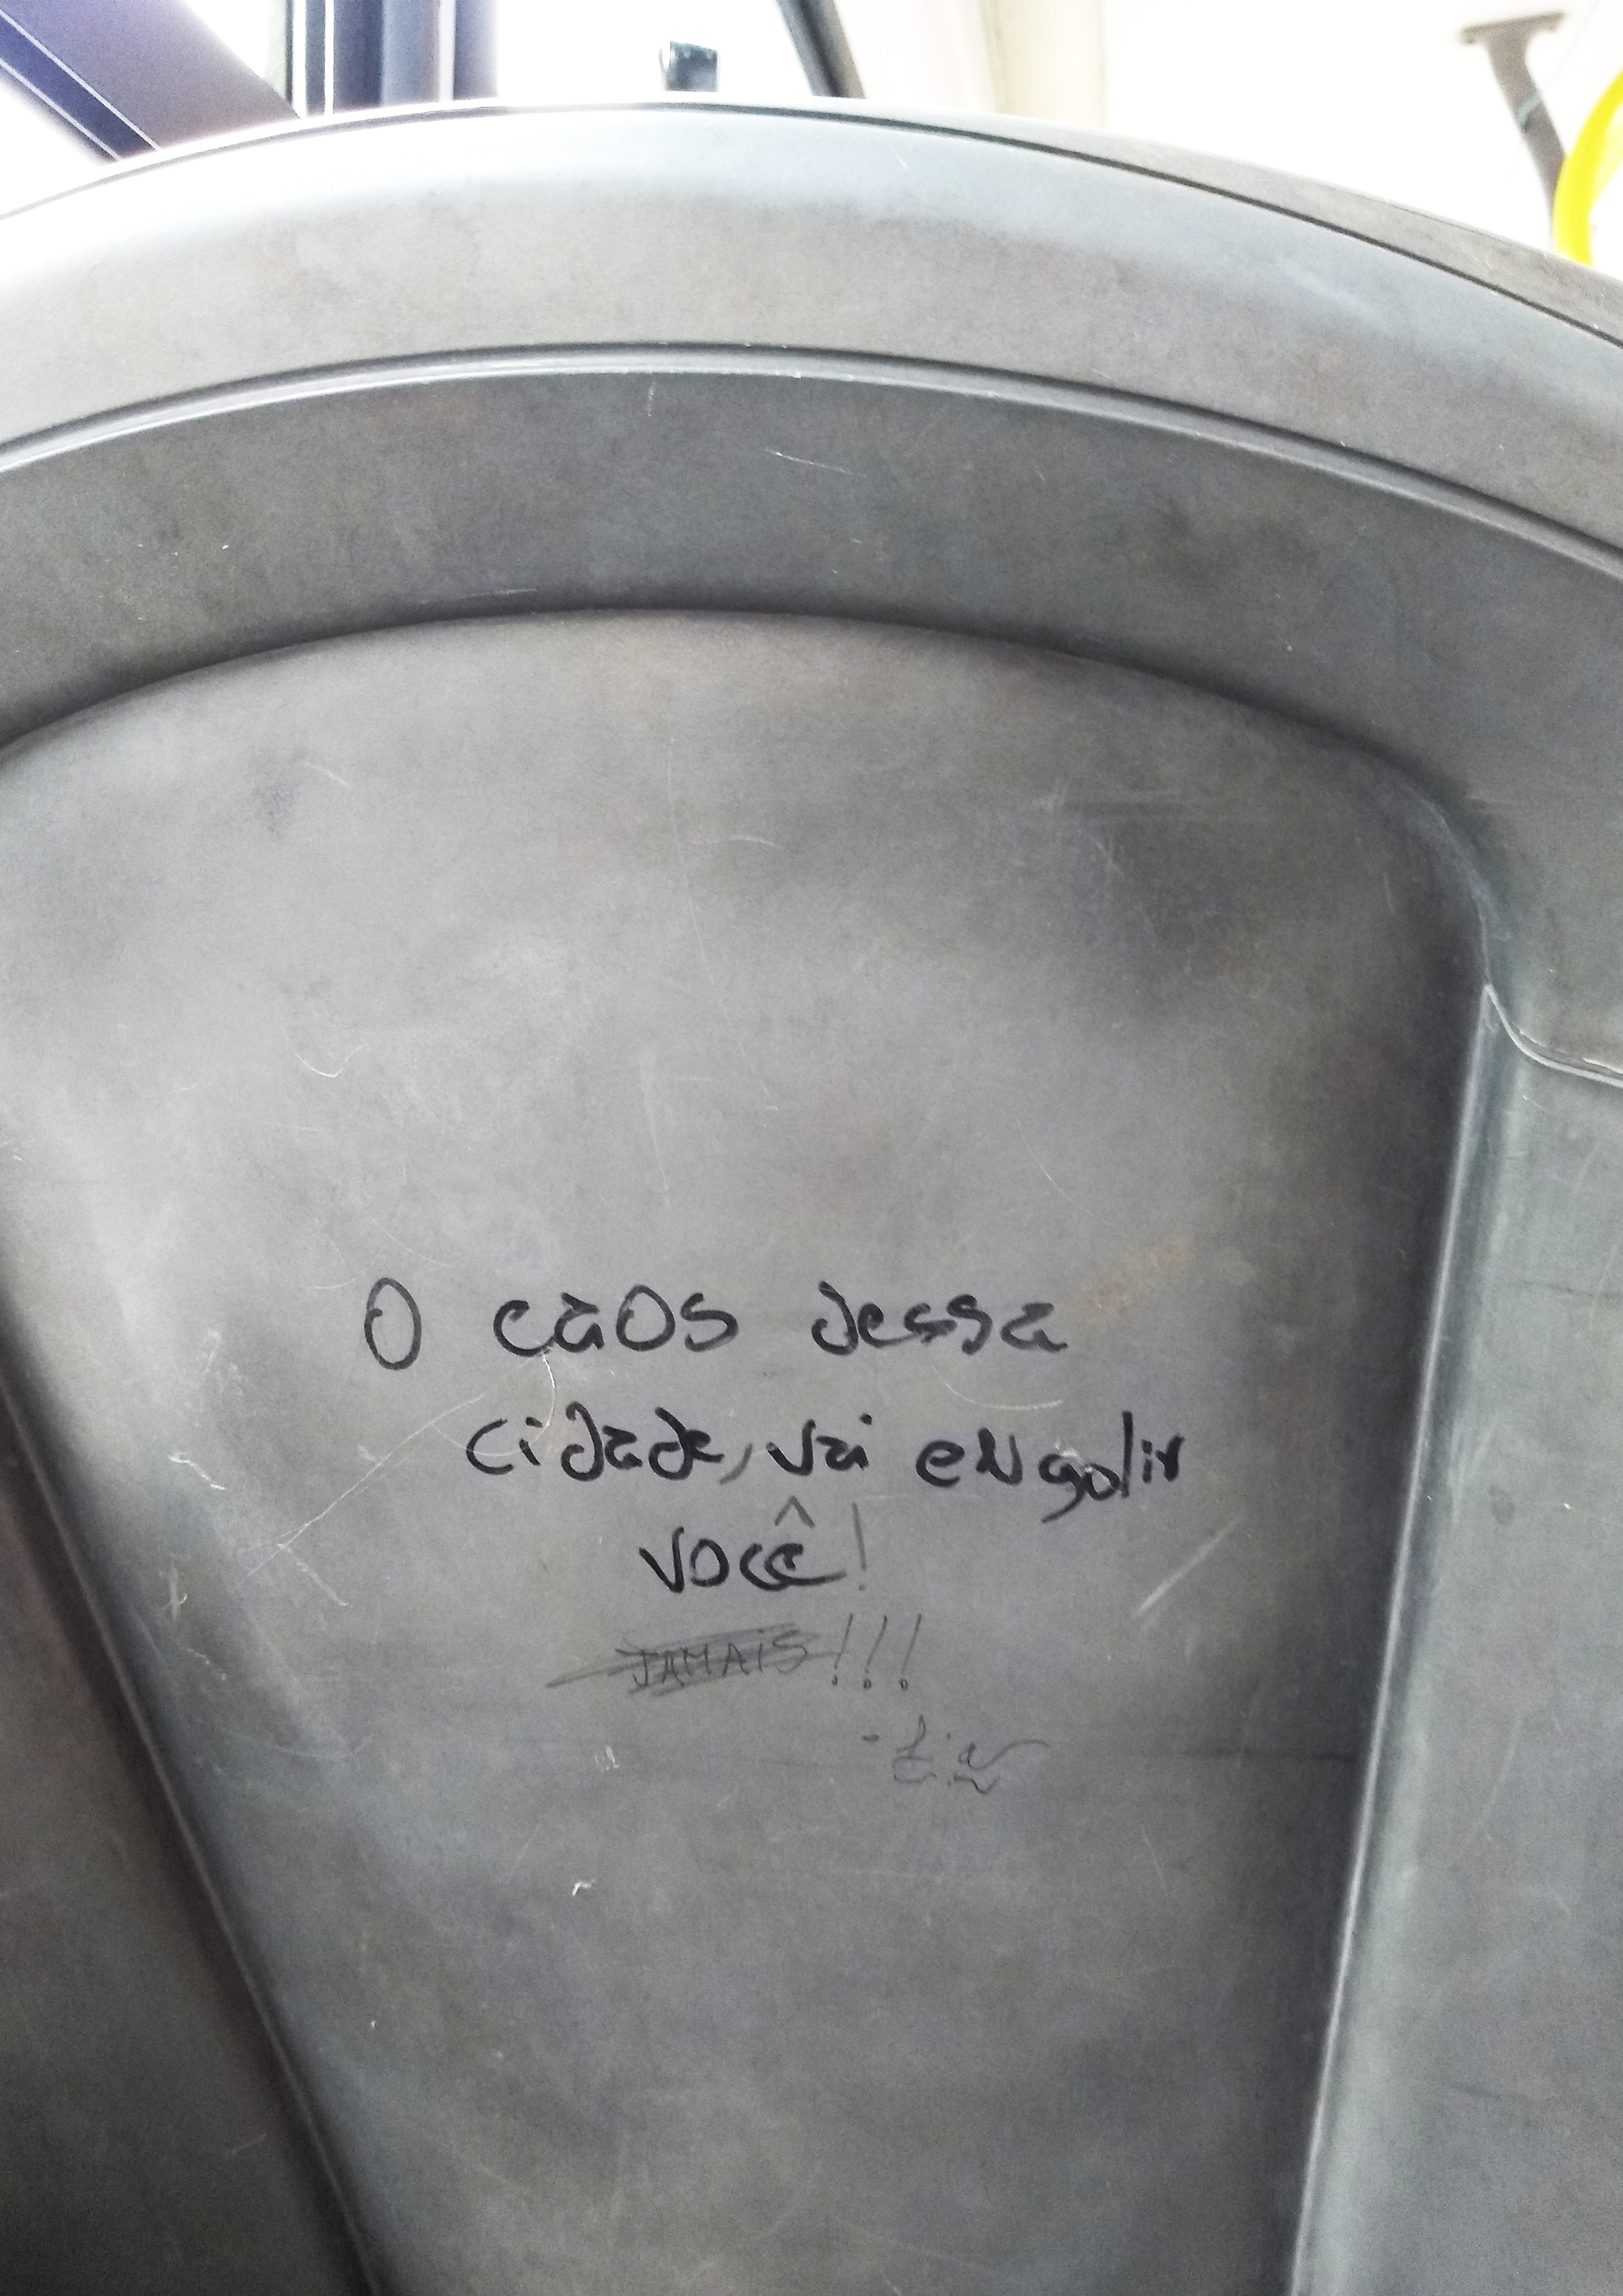 O caos dessa
cidade, vai engolir
você!
JAMAIS!!!